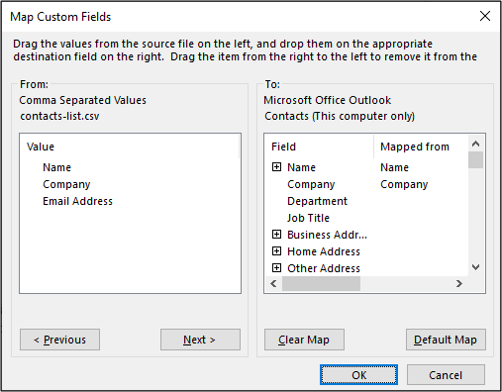 Map Custom Fields
Drag the values from the source file on the left, and drop them on the appropriate
destination field on the right. Drag the item from the right to the left to remove it from the
From:
Comma Separated Values
contacts-list.csv
Value
Name
Company
Email Address
< Previous
Next >
To:
Microsoft Office Outlook
Contacts (This computer only)
Field Mapped from
Name Name
Company Company
Department
Job Title
Business Addr...
Home Address
Other Address
Clear Map
Default Map
OK
Cancel